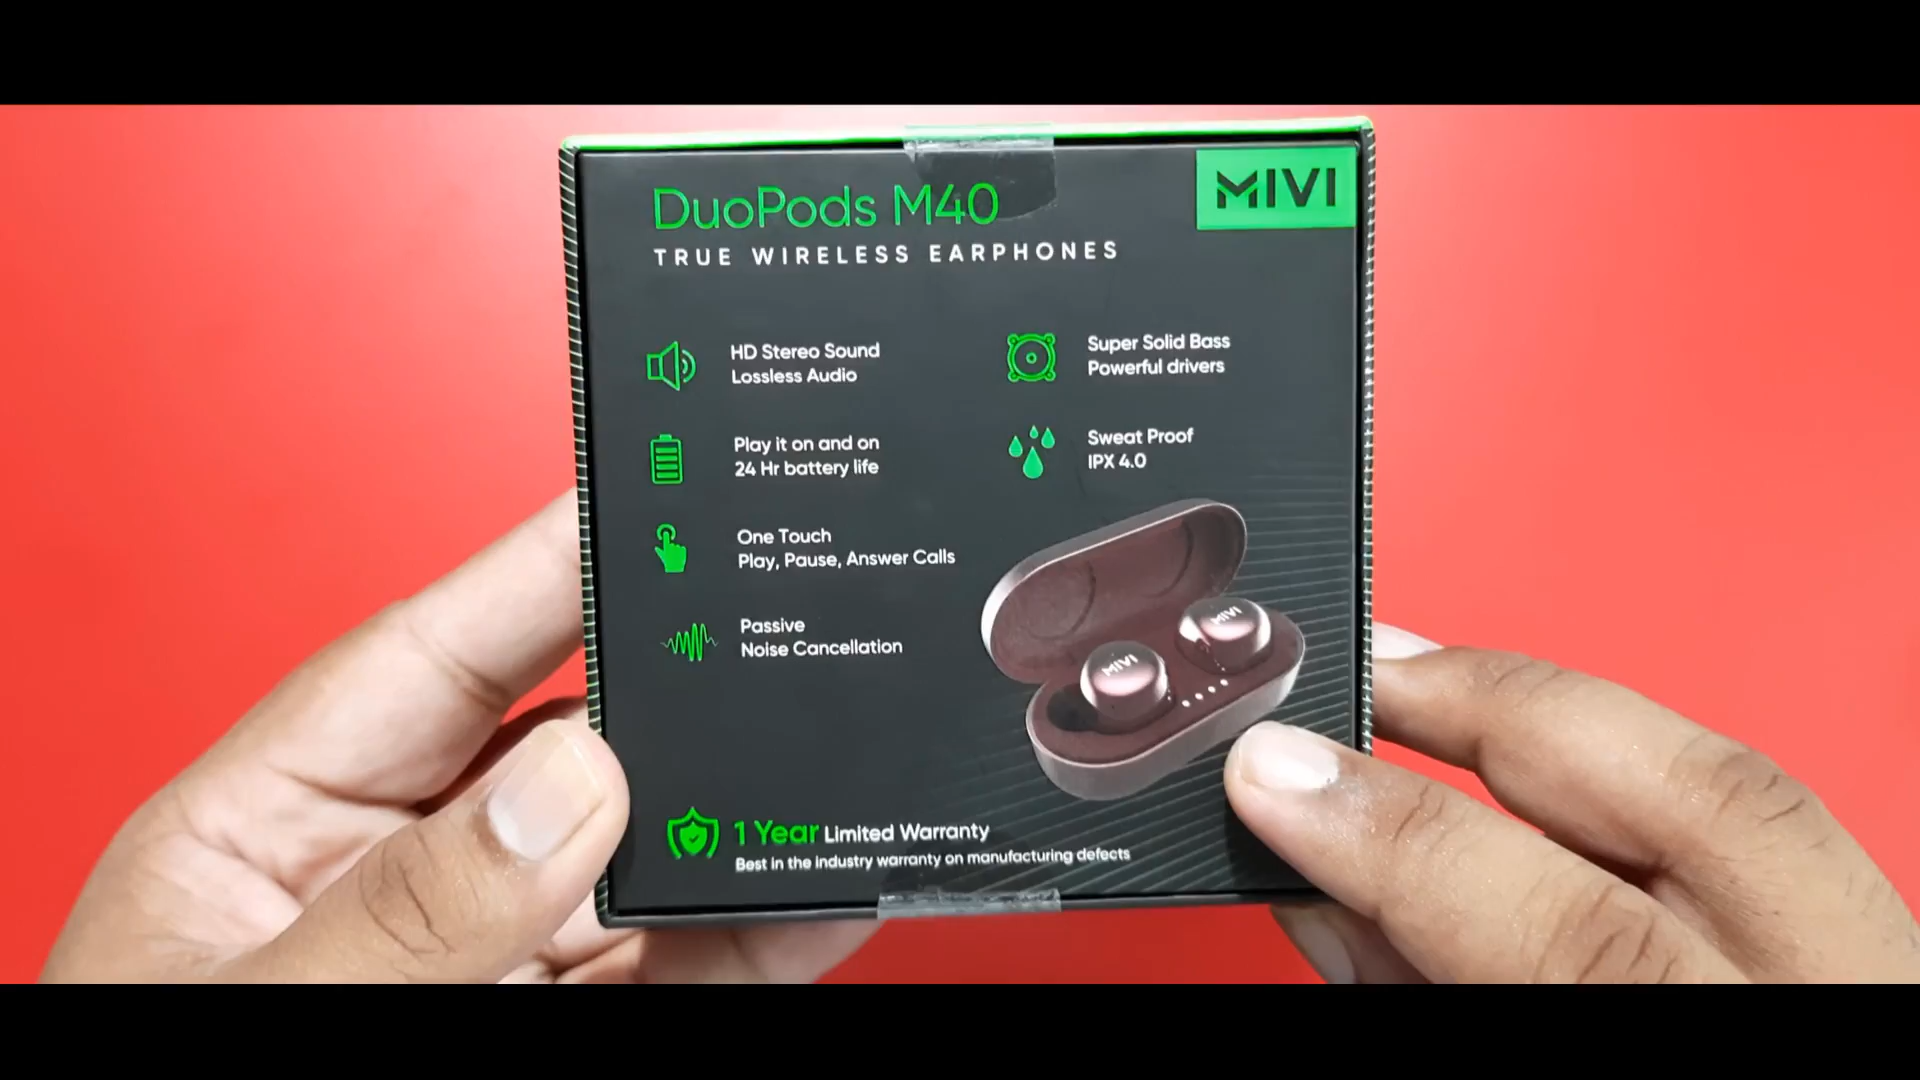 DuoPods M40
MIVI
TRUE WIRELESS EARPHONES
HD Stereo Sound
Lossless Audio
Super Solid Bass
Powerful drivers
Play it on and on
24 Hr battery life
Sweat Proof
IPX 4.0
One Touch
Play, Pause, Answer Calls
Passive
Noise Cancellation
MIVI
MIVI
1 Year Limited Warranty
Best in the industry warranty on manufacturing defects